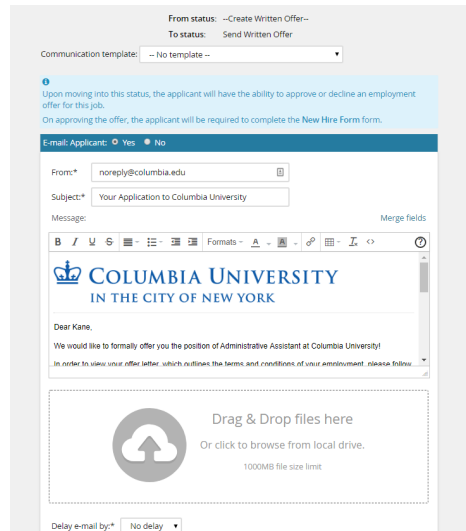 From status: --Create Written Offer--
To status: Send Written Offer
Communication template: -- No template --
Upon moving into this status, the applicant will have the ability to approve or decline an employment
offer for this job.
On approving the offer, the applicant will be required to complete the New Hire Form form.
E-mail: Applicant: Yes No
From:* noreply@columbia.edu
Subject:* Your Application to Columbia University
Message: Merge fields
B I U S Formats A A
COLUMBIA UNIVERSITY
IN THE CITY OF NEW YORK
Dear Kane,
We would like to formally offer you the position of Administrative Assistant at Columbia University!
In order to view your offer letter, which outlines the terms and conditions of your employment, please follow
Drag & Drop files here
Or click to browse from local drive.
1000MB file size limit
Delay e-mail by:* No delay